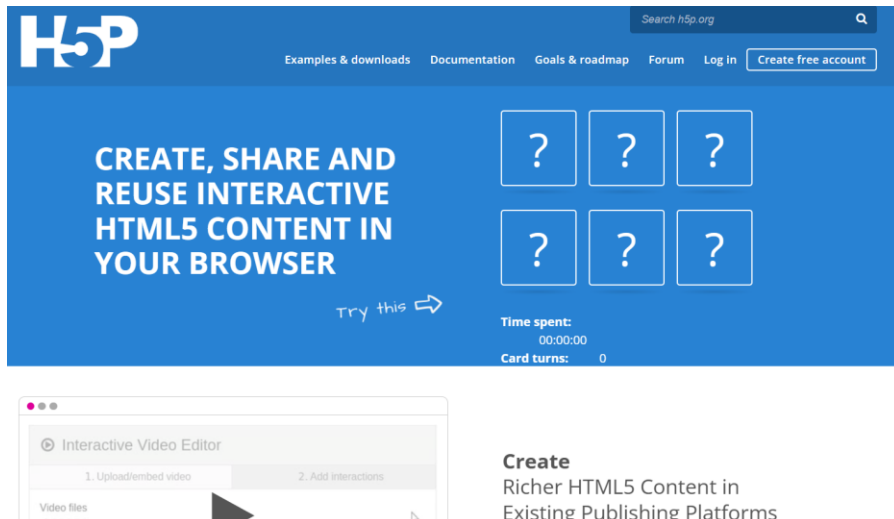 H5P
Search h5p.org
Examples & downloads Documentation Goals & roadmap Forum Log in Create free account
CREATE, SHARE AND
REUSE INTERACTIVE
HTML5 CONTENT IN
YOUR BROWSER
Try this
? ? ?
? ? ?
Time spent:
00:00:00
Card turns: 0
Interactive Video Editor
1. Upload/embed video 2. Add interactions
Video files
Create
Richer HTML5 Content in
Existing Publishing Platforms